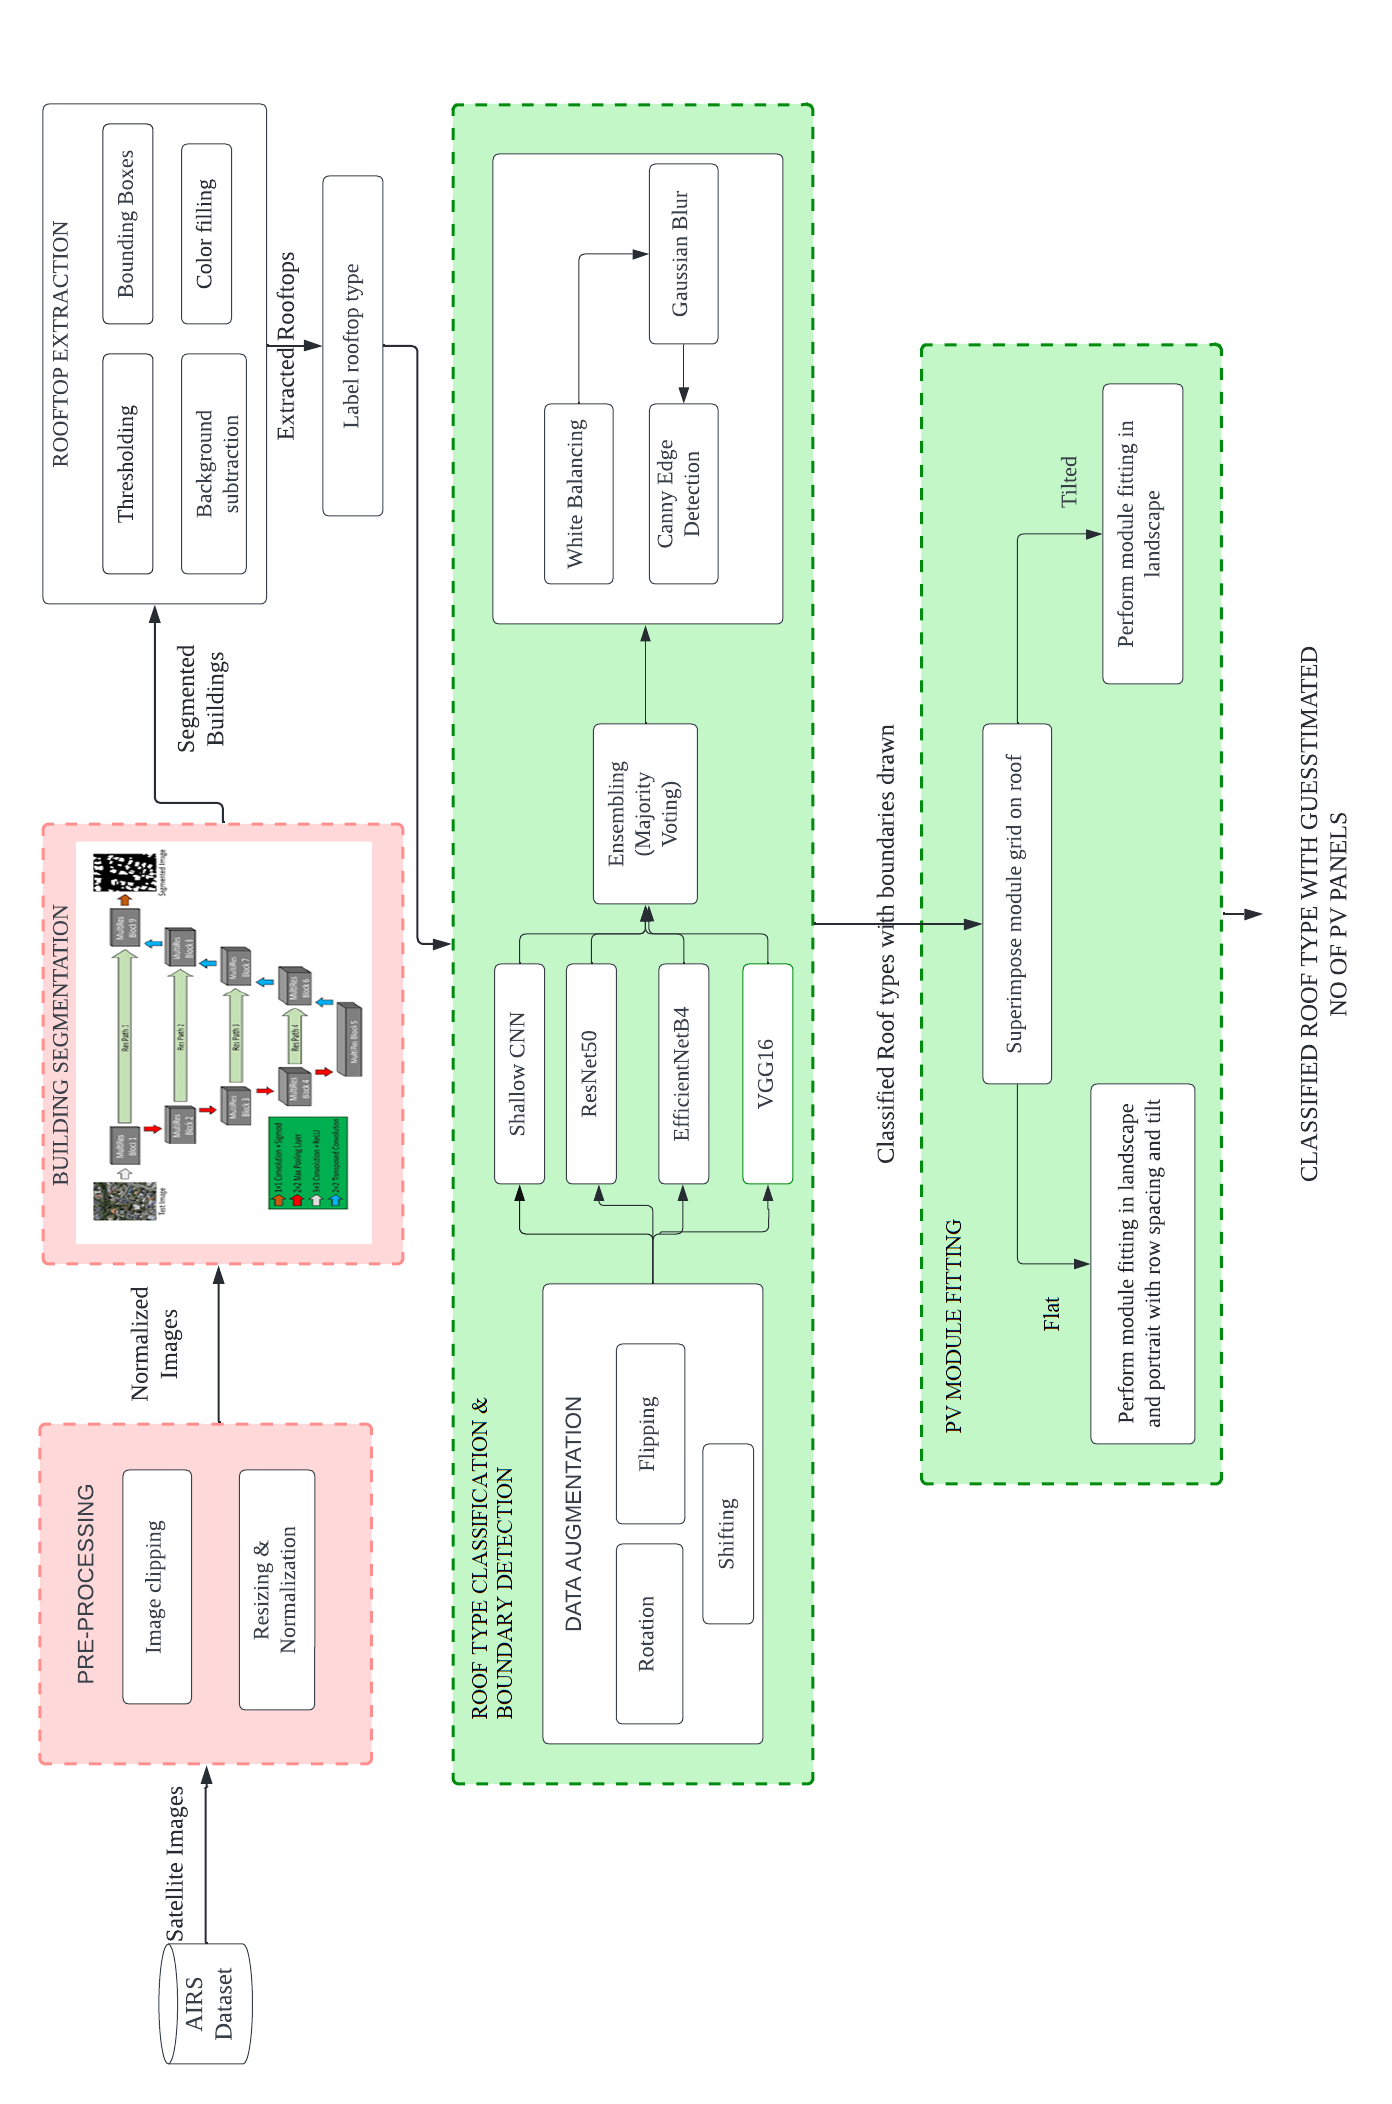 AIRS
Dataset
Satellite Images
PRE-PROCESSING
Image clipping
Resizing &
Normalization
Normalized
Images
BUILDING SEGMENTATION
Test Image
MultiRes
Block 2
MultiRes
Block 3
MultiRes
Block 4
MultiRes Block 5
MultiRes
Block 6
MultiRes
Block 7
MultiRes
Block 8
MultiRes
Block 9
Res Path 1
Res Path 2
Res Path 3
Res Path 4
Segmented Image
1×1 Convolution + Sigmoid
2×2 Max Pooling Layer
3×3 Convolution + ReLU
2×2 Transposed Convolution
Segmented
Buildings
ROOFTOP EXTRACTION
Thresholding
Bounding Boxes
Background
subtraction
Color filling
Extracted Rooftops
Label rooftop type
ROOF TYPE CLASSIFICATION &
BOUNDARY DETECTION
DATA AUGMENTATION
Rotation
Flipping
Shifting
Shallow CNN
ResNet50
EfficientNetB4
VGG16
Ensembling
(Majority
Voting)
White Balancing
Gaussian Blur
Canny Edge
Detection
Classified Roof types with boundaries drawn
PV MODULE FITTING
Superimpose module grid on roof
Flat
Perform module fitting in landscape
and portrait with row spacing and tilt
Tilted
Perform module fitting in
landscape
CLASSIFIED ROOF TYPE WITH GUESSTIMATED
NO OF PV PANELS